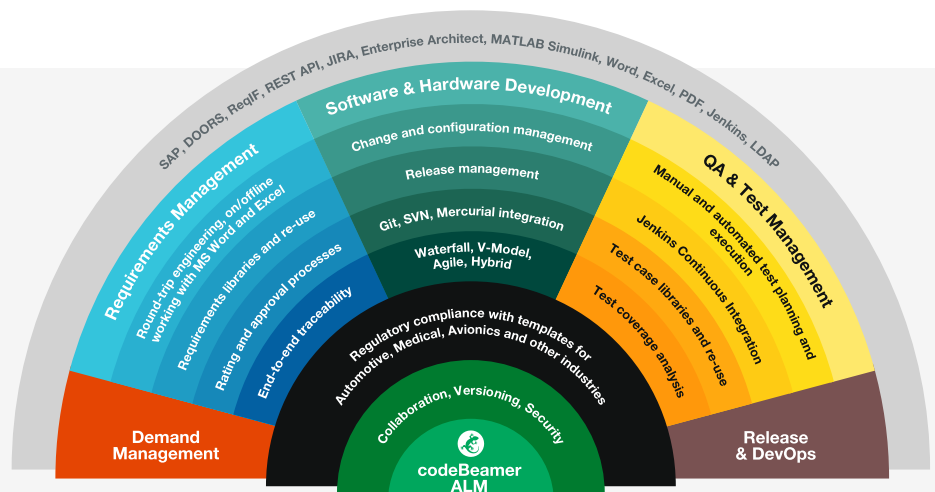 SAP, DOORS, ReqIF, REST API, JIRA, Enterprise Architect, MATLAB Simulink, Word, Excel, PDF, Jenkins, LDAP
Requirements Management
Round-trip engineering, on/offline
working with MS Word and Excel
Requirements libraries and re-use
Rating and approval processes
End-to-end traceability
Software & Hardware Development
Change and configuration management
Release management
Git, SVN, Mercurial integration
Waterfall, V-Model,
Agile, Hybrid
QA & Test Management
Manual and automated test planning and
execution
Jenkins Continuous Integration
Test case libraries and re-use
Test coverage analysis
Demand
Management
Regulatory compliance with templates for
Automotive, Medical, Avionics and other industries
Collaboration, Versioning, Security
codeBeamer
ALM
Release
& DevOps